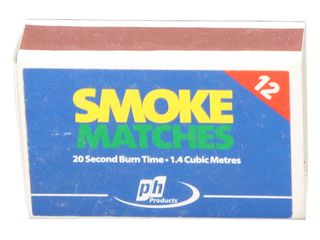 12
SMOKE
MATCHES
20 Second Burn Time • 1.4 Cubic Metres
ph
Products